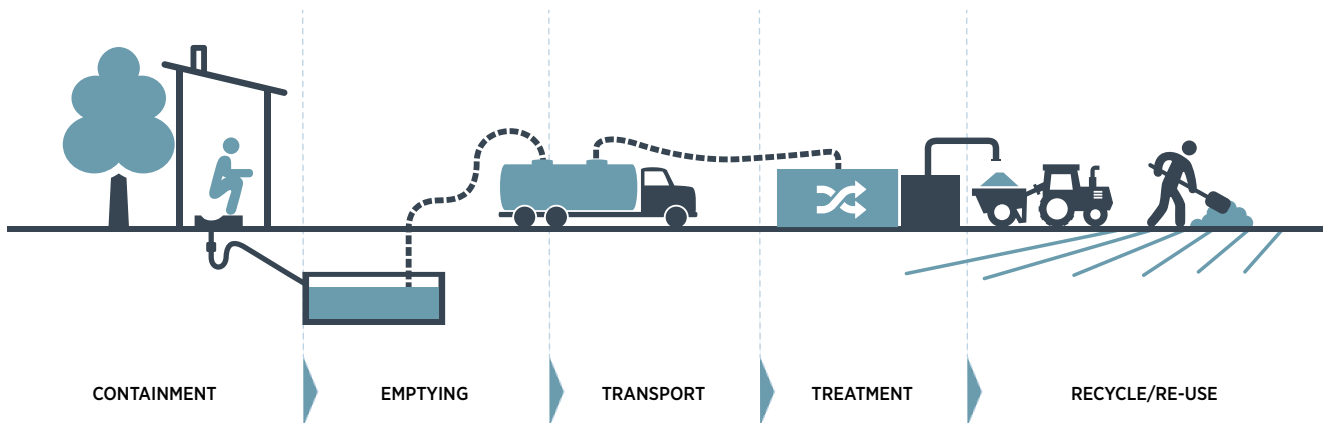 CONTAINMENT
EMPTYING
TRANSPORT
TREATMENT
RECYCLE/RE-USE